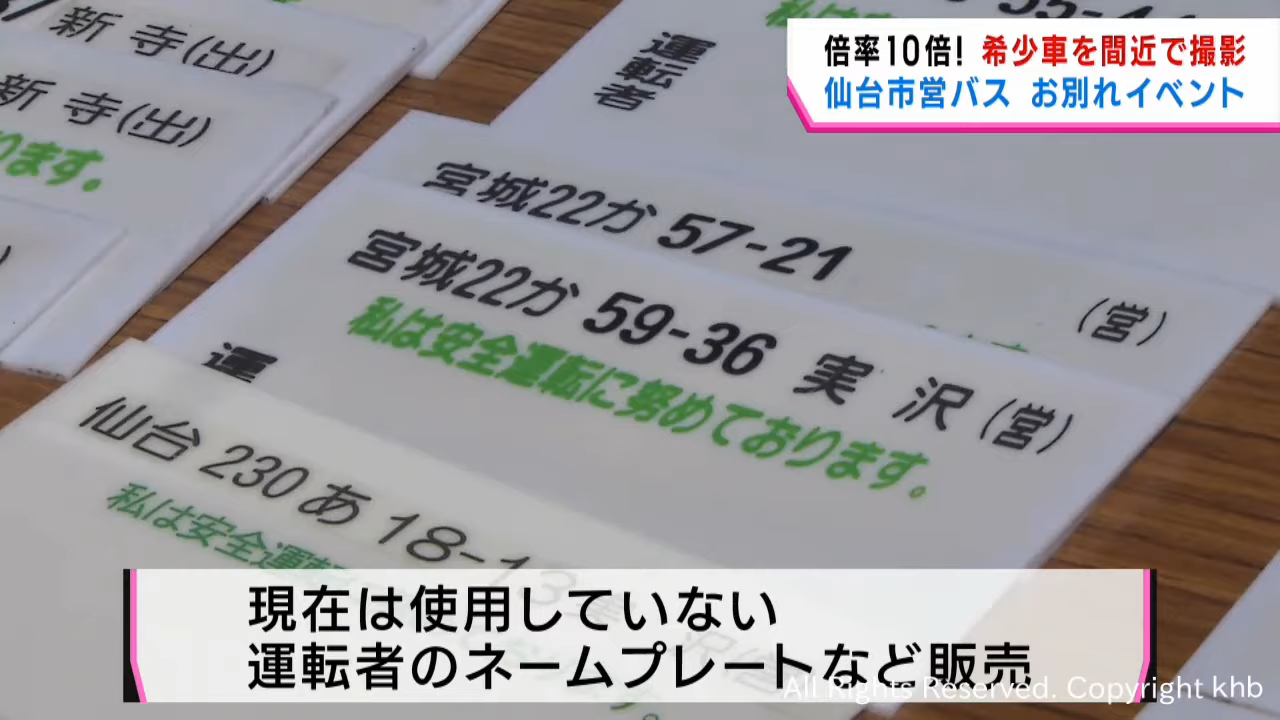 倍率10倍! 希少車を間近で撮影
仙台市営バス お別れイベント
新寺(出)
新寺(出)
ります。
運転者
宮城22か 57-21
(営)
宮城22か 59-36 実沢(営)
私は安全運転に努めております。
運
仙台 230 あ 18-13
私は安全運転
現在は使用していない
運転者のネームプレートなど販売
All Rights Reserved. Copyright khb